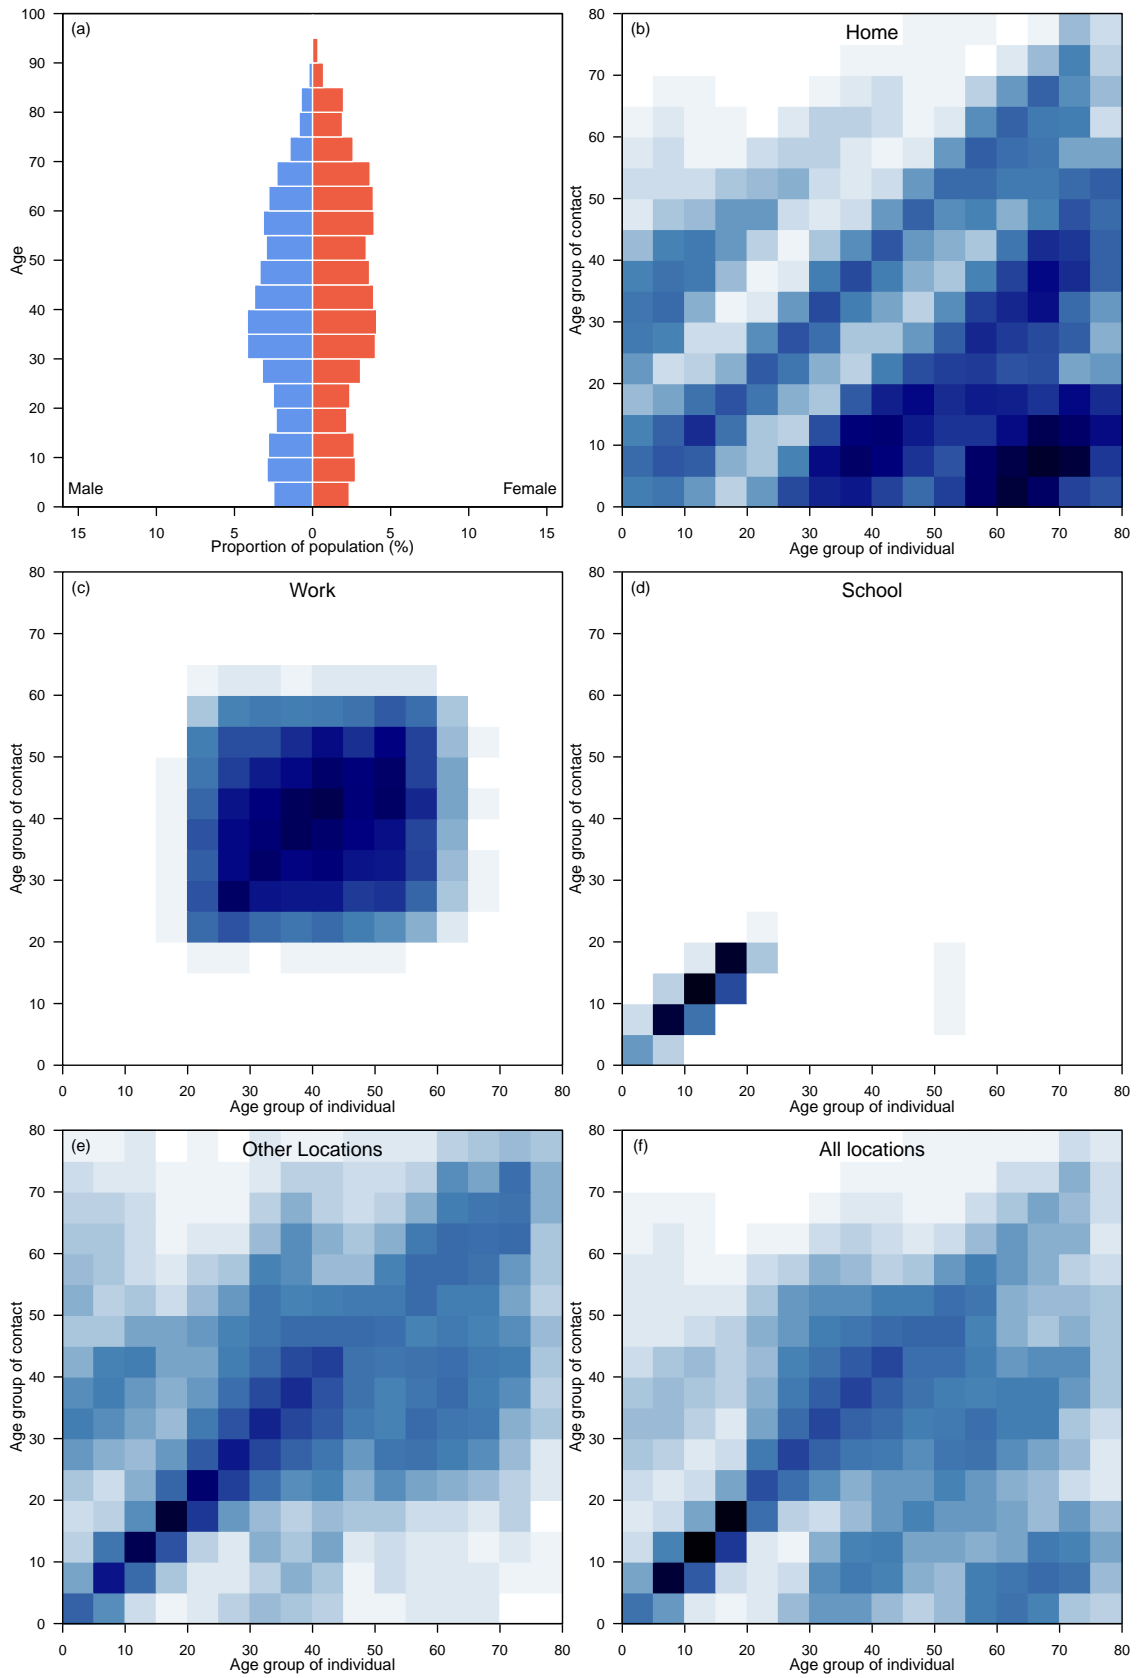 (a)
100
90
80
70
60
50
40
30
20
10
0
Age
Male
Female
15 10 5 0 5 10 15
Proportion of population (%)
(b)
Home
80
70
60
50
40
30
20
10
0
Age group of contact
0 10 20 30 40 50 60 70 80
Age group of individual
(c)
Work
80
70
60
50
40
30
20
10
0
Age group of contact
0 10 20 30 40 50 60 70 80
Age group of individual
(d)
School
80
70
60
50
40
30
20
10
0
Age group of contact
0 10 20 30 40 50 60 70 80
Age group of individual
(e)
Other Locations
80
70
60
50
40
30
20
10
0
Age group of contact
0 10 20 30 40 50 60 70 80
Age group of individual
(f)
All locations
80
70
60
50
40
30
20
10
0
Age group of contact
0 10 20 30 40 50 60 70 80
Age group of individual